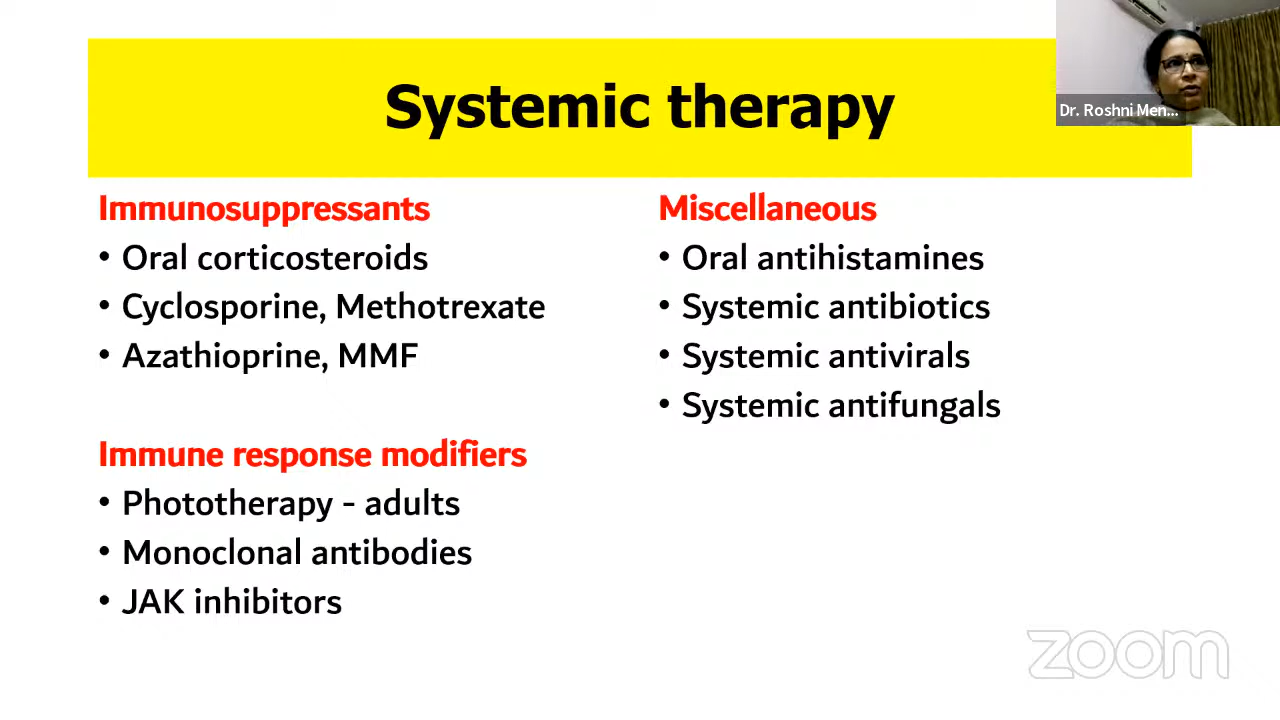 Systemic therapy
Dr. Roshni Men...
Immunosuppressants
• Oral corticosteroids
• Cyclosporine, Methotrexate
• Azathioprine, MMF
Immune response modifiers
• Phototherapy - adults
• Monoclonal antibodies
• JAK inhibitors
Miscellaneous
• Oral antihistamines
• Systemic antibiotics
• Systemic antivirals
• Systemic antifungals
zoom